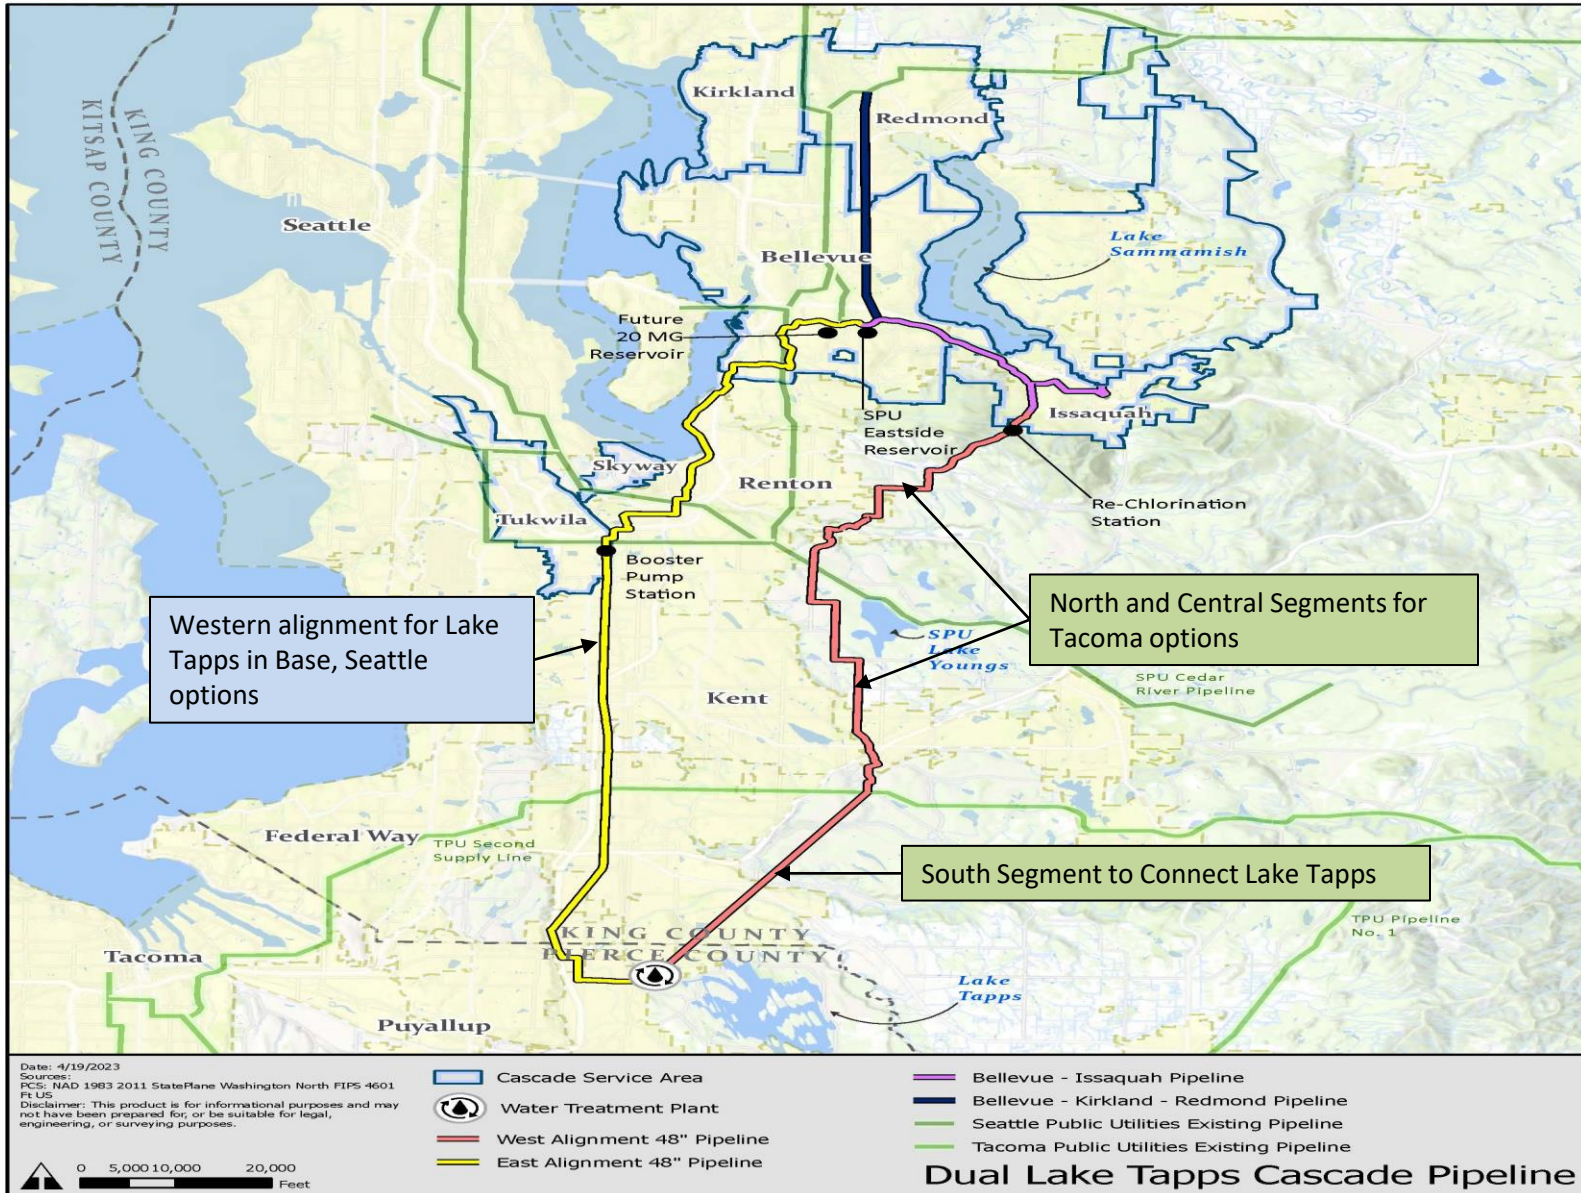 Kirkland
Redmond
KING COUNTY
KITSAP COUNTY
Seattle
Lake
Sammamish
Bellevue
Future
20 MG
Reservoir
SPU
Eastside
Reservoir
Issaquah
Skyway
Renton
Re-Chlorination
Station
Tukwila
Booster
Pump
Station
Western alignment for Lake
Tapps in Base, Seattle
options
North and Central Segments for
Tacoma options
SPU
Lake
Youngs
SPU Cedar
River Pipeline
Kent
Federal Way
TPU Second
Supply Line
South Segment to Connect Lake Tapps
TPU Pipeline
No. 1
KING COUNTY
PIERCE COUNTY
Tacoma
Lake
Tapps
Puyallup
Date: 4/19/2023
Sources:
PCS: NAD 1983 2011 StatePlane Washington North FIPS 4601
Ft US
Disclaimer: This product is for informational purposes and may
not have been prepared for, or be suitable for legal,
engineering, or surveying purposes.
0 5,000 10,000 20,000
Feet
Cascade Service Area
Water Treatment Plant
West Alignment 48" Pipeline
East Alignment 48" Pipeline
Bellevue - Issaquah Pipeline
Bellevue - Kirkland - Redmond Pipeline
Seattle Public Utilities Existing Pipeline
Tacoma Public Utilities Existing Pipeline
Dual Lake Tapps Cascade Pipeline